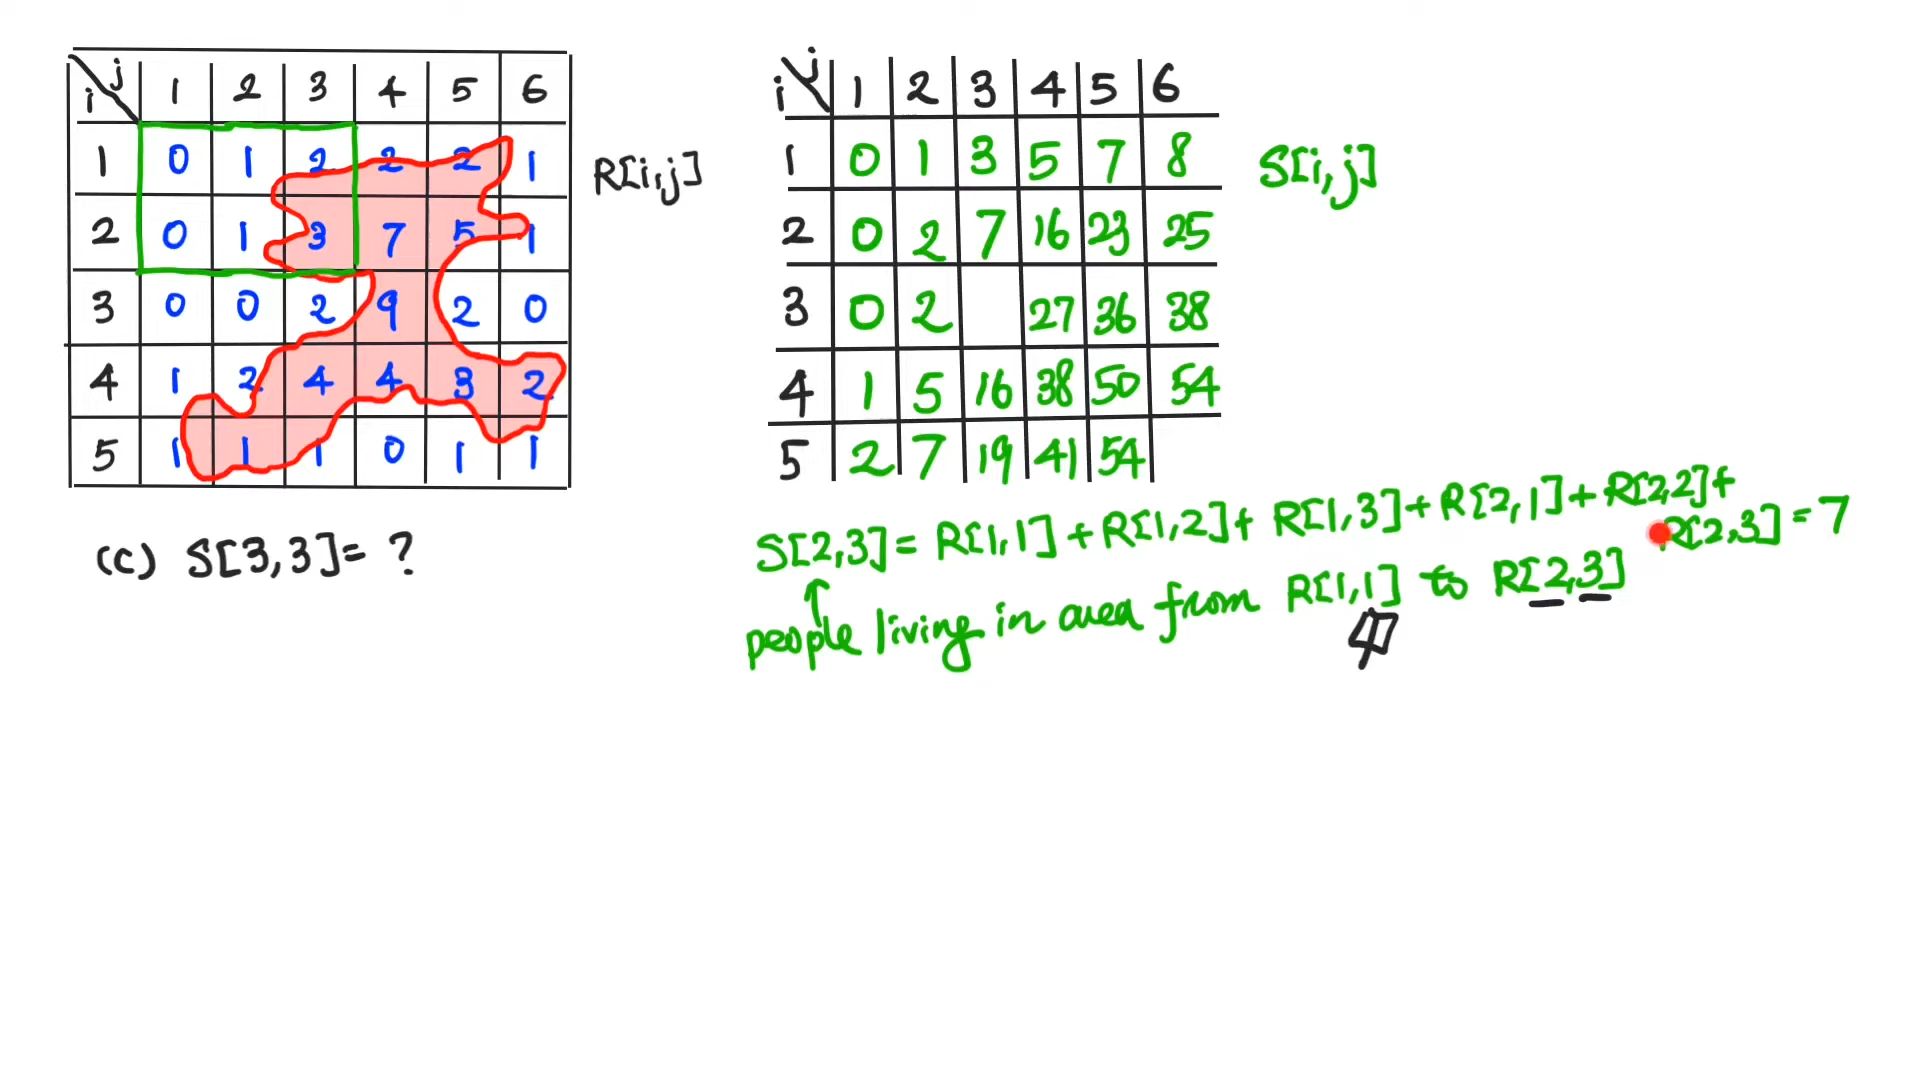 j
i 1 2 3 4 5 6
1 0 1 2 2 2 1
2 0 1 3 7 5 1
3 0 0 2 9 2 0
4 1 2 4 4 3 2
5 1 1 1 0 1 1
R[i,j]
j
i 1 2 3 4 5 6
1 0 1 3 5 7 8
2 0 2 7 16 23 25
3 0 2 27 36 38
4 1 5 16 38 50 54
5 2 7 19 41 54
S[i,j]
(c) S[3,3]= ?
S[2,3]= R[1,1]+R[1,2]+R[1,3]+R[2,1]+R[2,2]+
R[2,3]=7
people living in area from R[1,1] to R[2,3]